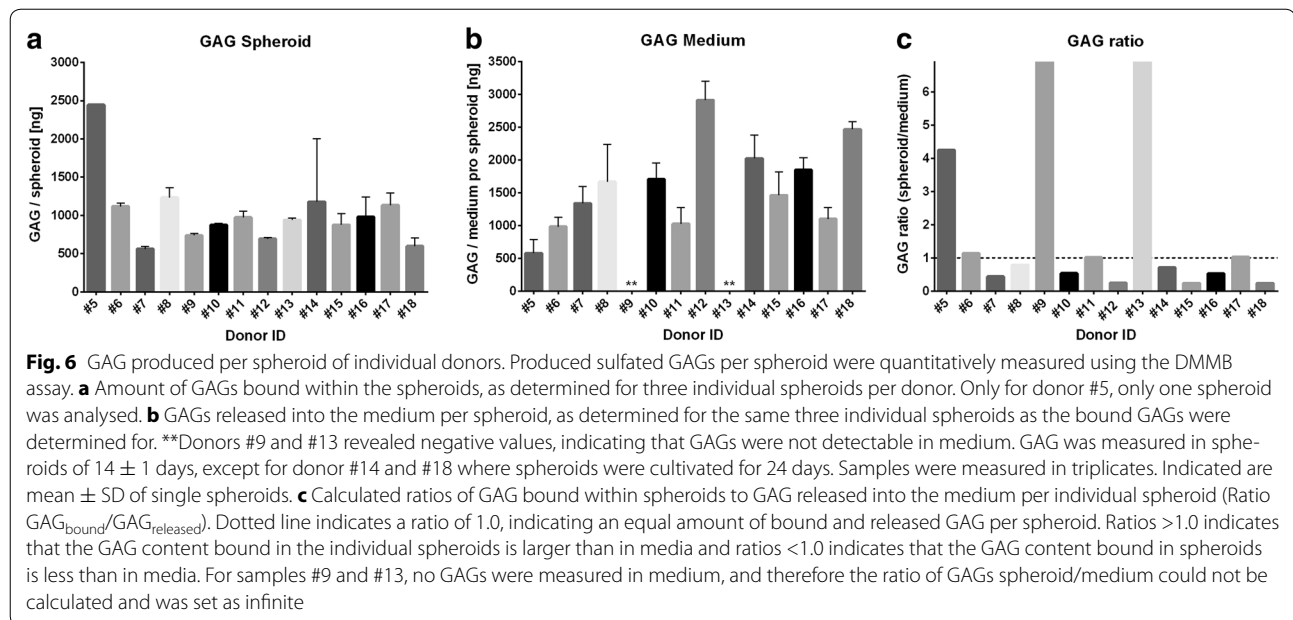 a
GAG Spheroid
GAG / spheroid [ng]
3000
2500
2000
1500
1000
500
0
#5 #6 #7 #8 #9 #10 #11 #12 #13 #14 #15 #16 #17 #18
Donor ID
b
GAG Medium
GAG / medium pro spheroid [ng]
3500
3000
2500
2000
1500
1000
500
0
** **
#5 #6 #7 #8 #9 #10 #11 #12 #13 #14 #15 #16 #17 #18
Donor ID
c
GAG ratio
GAG ratio (spheroid/medium)
6
5
4
3
2
1
0
#5 #6 #7 #8 #9 #10 #11 #12 #13 #14 #15 #16 #17 #18
Donor ID
Fig. 6 GAG produced per spheroid of individual donors. Produced sulfated GAGs per spheroid were quantitatively measured using the DMMB
assay. a Amount of GAGs bound within the spheroids, as determined for three individual spheroids per donor. Only for donor #5, only one spheroid
was analysed. b GAGs released into the medium per spheroid, as determined for the same three individual spheroids as the bound GAGs were
determined for. **Donors #9 and #13 revealed negative values, indicating that GAGs were not detectable in medium. GAG was measured in sphe-
roids of 14 ± 1 days, except for donor #14 and #18 where spheroids were cultivated for 24 days. Samples were measured in triplicates. Indicated are
mean ± SD of single spheroids. c Calculated ratios of GAG bound within spheroids to GAG released into the medium per individual spheroid (Ratio
GAGbound/GAGreleased). Dotted line indicates a ratio of 1.0, indicating an equal amount of bound and released GAG per spheroid. Ratios >1.0 indicates
that the GAG content bound in the individual spheroids is larger than in media and ratios <1.0 indicates that the GAG content bound in spheroids
is less than in media. For samples #9 and #13, no GAGs were measured in medium, and therefore the ratio of GAGs spheroid/medium could not be
calculated and was set as infinite